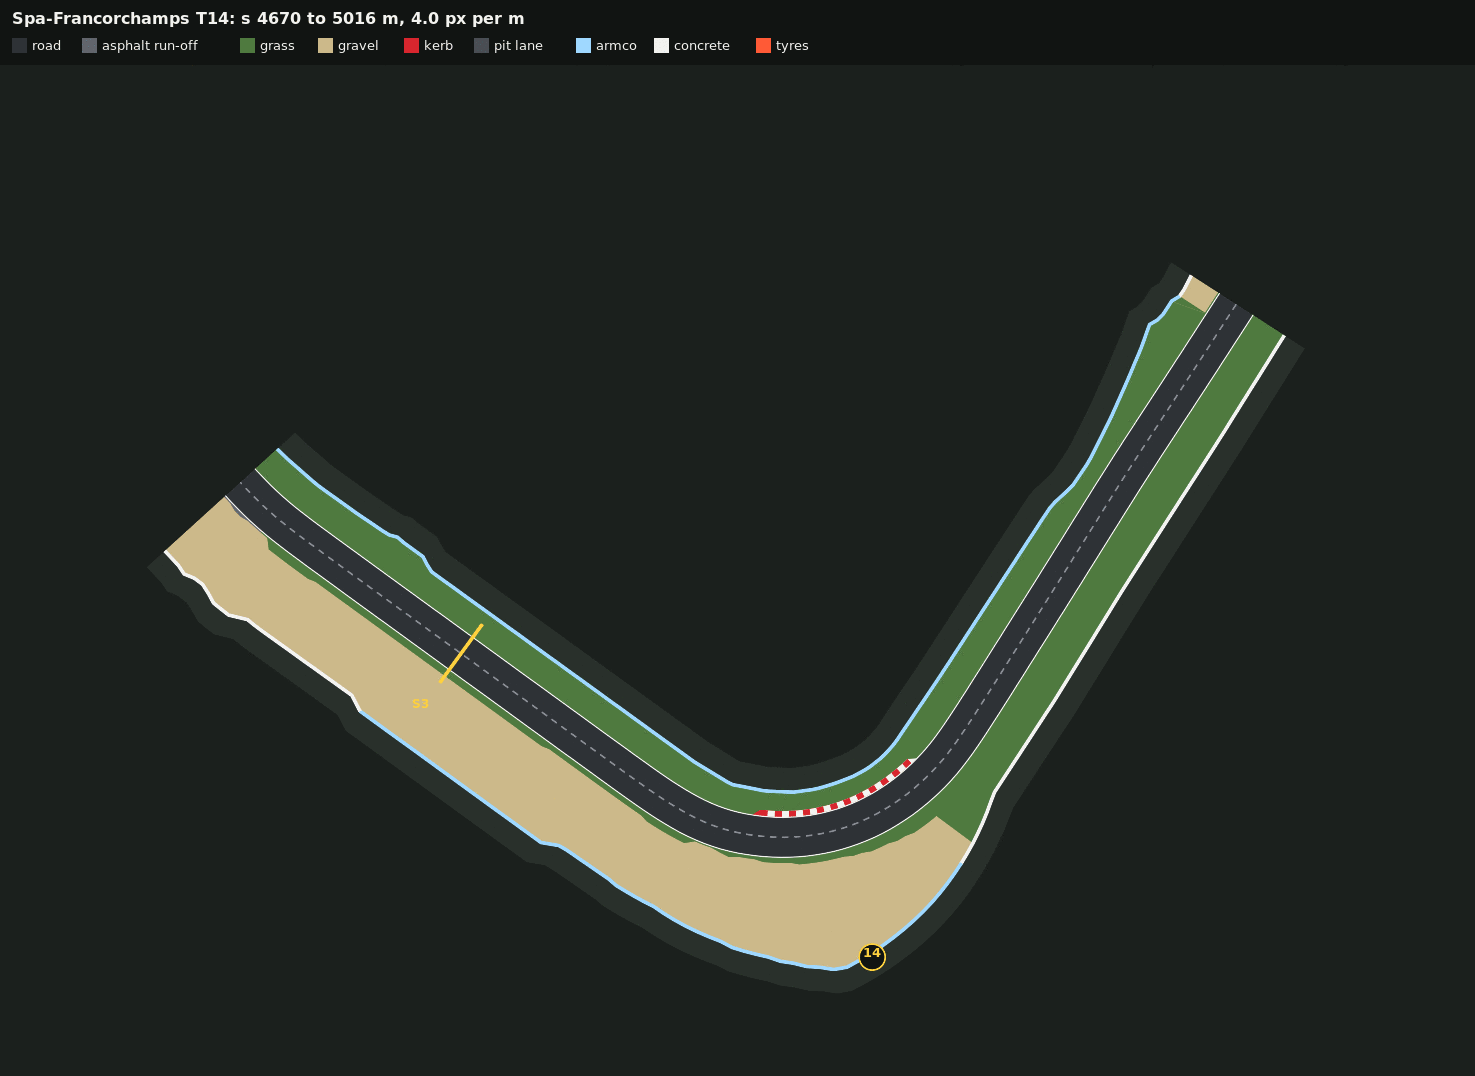 Spa-Francorchamps T14: s 4670 to 5016 m, 4.0 px per m
road asphalt run-off grass gravel kerb pit lane armco concrete tyres
S3
14